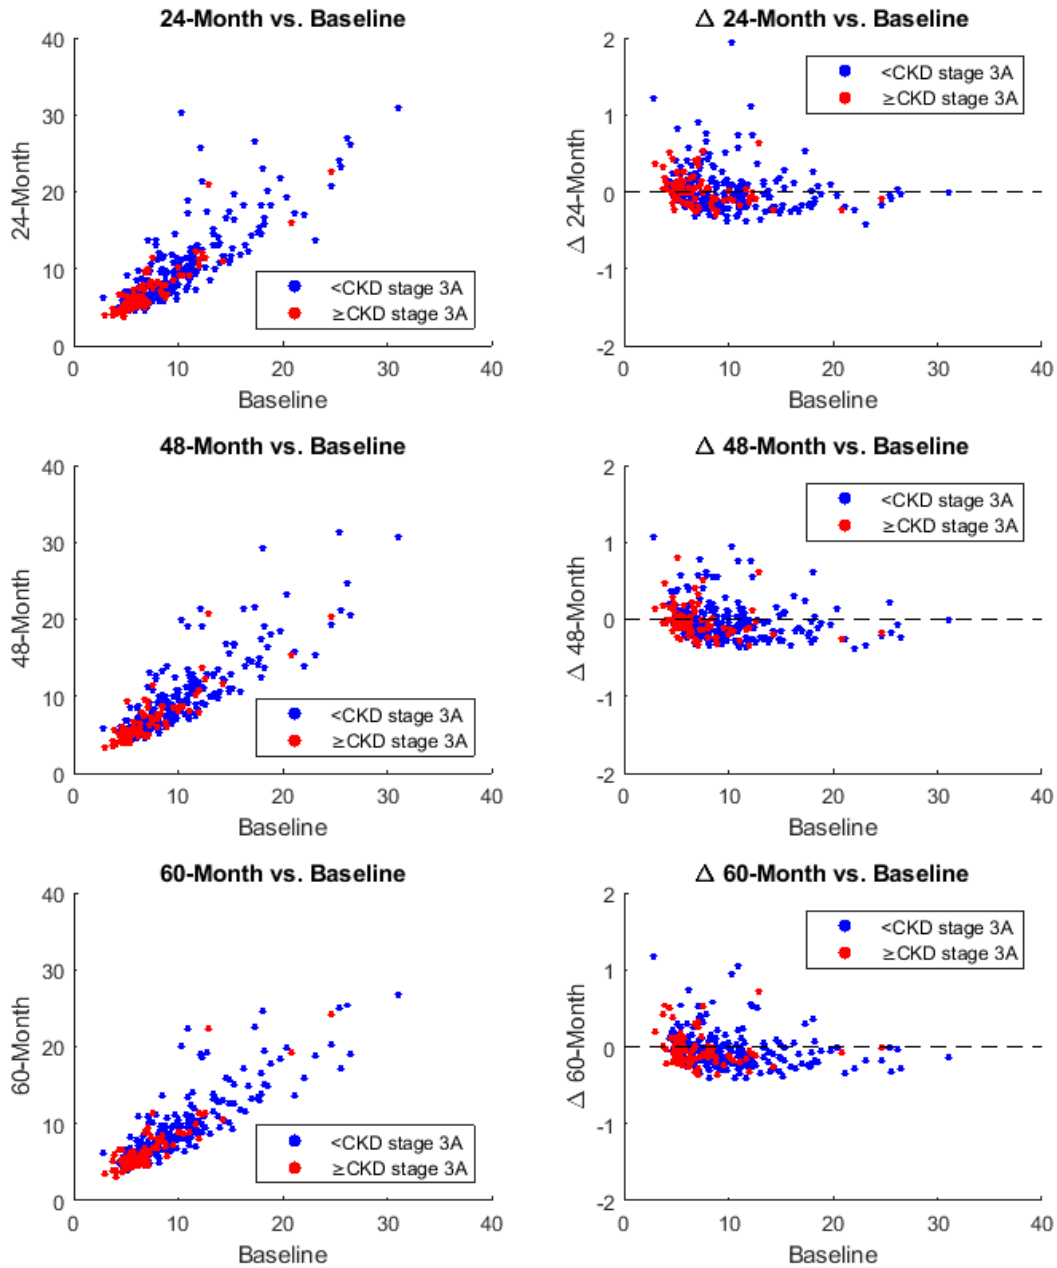 24-Month vs. Baseline
40
30
20
10
0
24-Month
<CKD stage 3A
≥CKD stage 3A
0 10 20 30 40
Baseline
Δ 24-Month vs. Baseline
2
1
0
-1
-2
Δ 24-Month
<CKD stage 3A
≥CKD stage 3A
0 10 20 30 40
Baseline
48-Month vs. Baseline
40
30
20
10
0
48-Month
<CKD stage 3A
≥CKD stage 3A
0 10 20 30 40
Baseline
Δ 48-Month vs. Baseline
2
1
0
-1
-2
Δ 48-Month
<CKD stage 3A
≥CKD stage 3A
0 10 20 30 40
Baseline
60-Month vs. Baseline
40
30
20
10
0
60-Month
<CKD stage 3A
≥CKD stage 3A
0 10 20 30 40
Baseline
Δ 60-Month vs. Baseline
2
1
0
-1
-2
Δ 60-Month
<CKD stage 3A
≥CKD stage 3A
0 10 20 30 40
Baseline